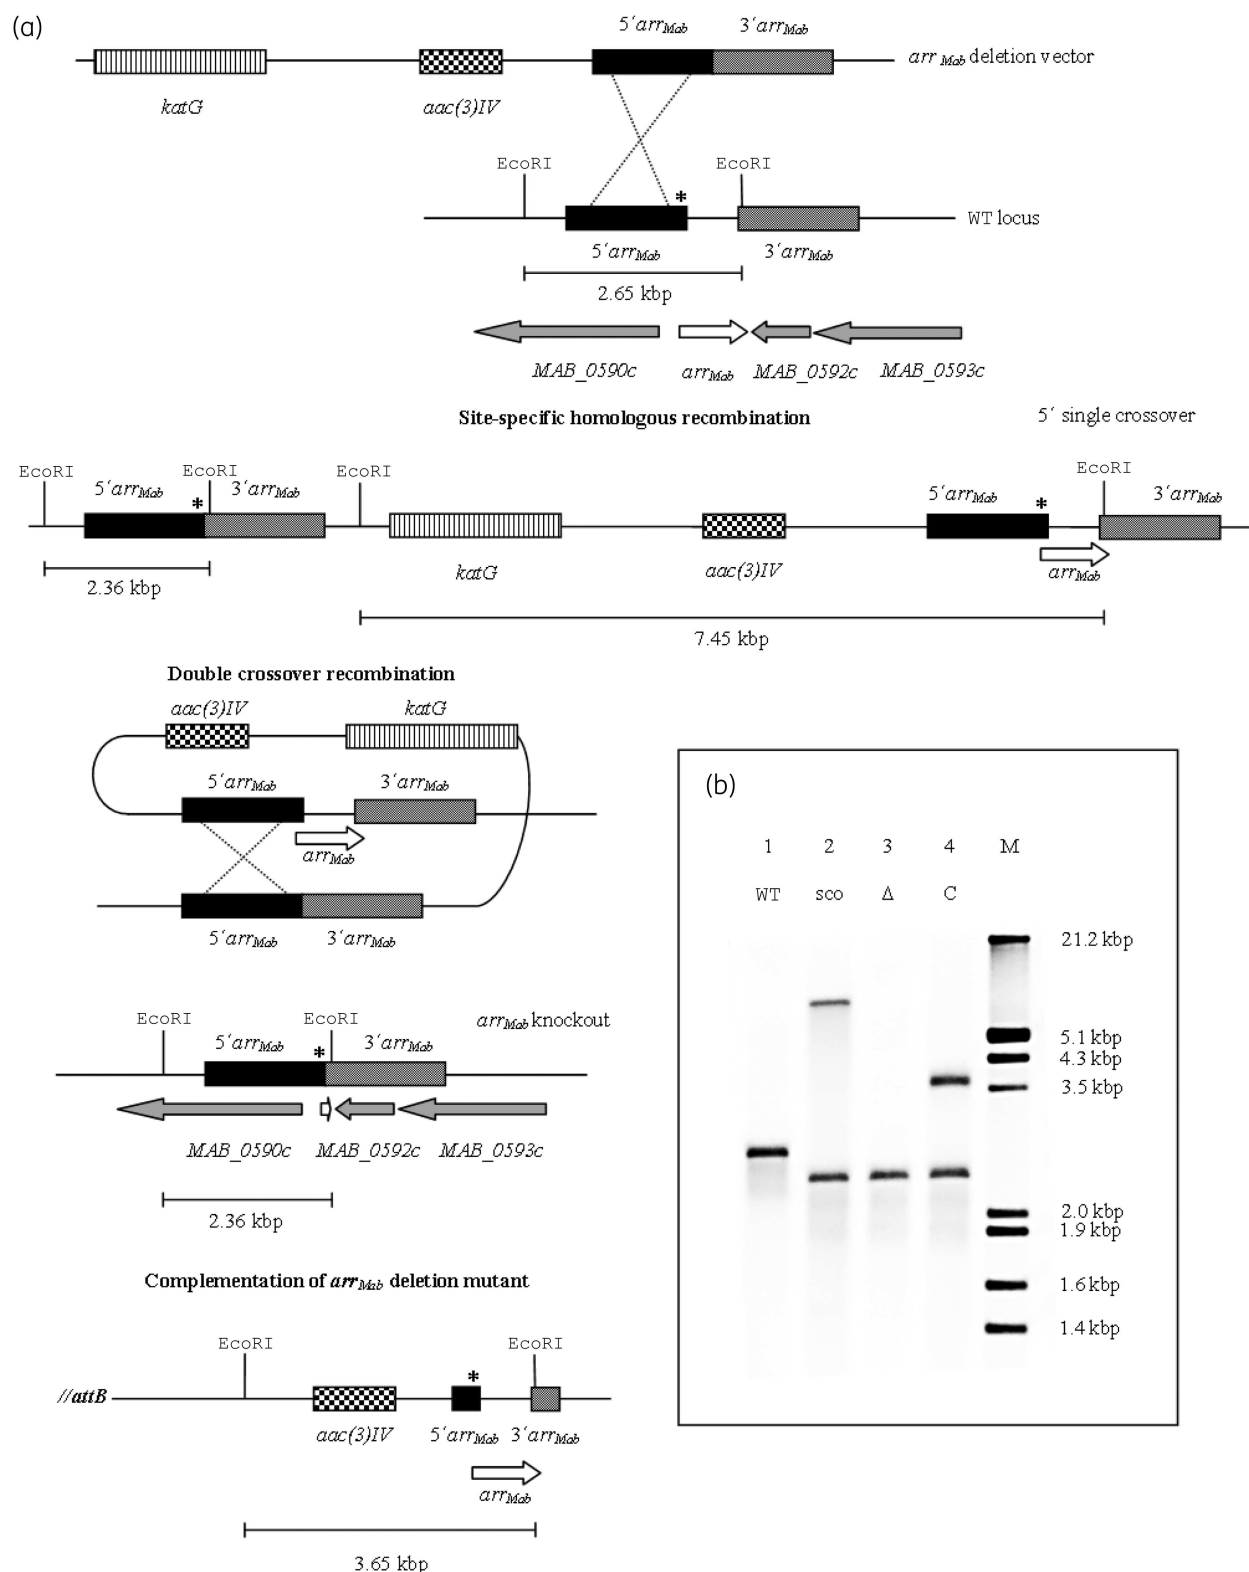 (a)
5´arrMab 3´arrMab
arr Mab deletion vector
katG aac(3)IV
EcoRI EcoRI
*
WT locus
5´arrMab 3´arrMab
2.65 kbp
MAB_0590c arrMab MAB_0592c MAB_0593c
Site-specific homologous recombination
5´ single crossover
EcoRI EcoRI EcoRI EcoRI
5´arrMab * 3´arrMab 5´arrMab * 3´arrMab
katG aac(3)IV arrMab
2.36 kbp
7.45 kbp
Double crossover recombination
aac(3)IV katG
5´arrMab 3´arrMab
arrMab
5´arrMab 3´arrMab
EcoRI EcoRI
arrMab knockout
5´arrMab * 3´arrMab
MAB_0590c MAB_0592c MAB_0593c
2.36 kbp
Complementation of arrMab deletion mutant
EcoRI EcoRI
*
//attB
aac(3)IV 5´arrMab 3´arrMab
arrMab
3.65 kbp
(b)
1 2 3 4 M
WT sco Δ C
21.2 kbp
5.1 kbp
4.3 kbp
3.5 kbp
2.0 kbp
1.9 kbp
1.6 kbp
1.4 kbp